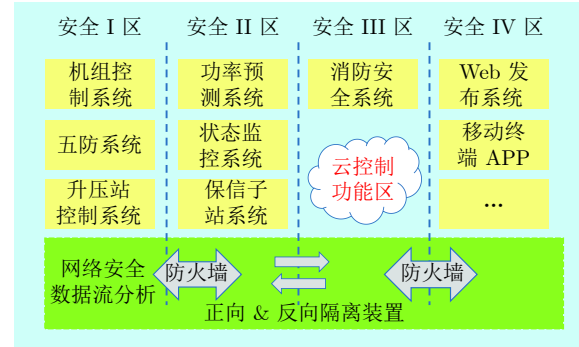 安全 I 区
安全 II 区
安全 III 区
安全 IV 区
机组控
制系统
功率预
测系统
消防安
全系统
Web 发
布系统
五防系统
状态监
控系统
云控制
功能区
移动终
端 APP
升压站
控制系统
保信子
站系统
...
网络安全
数据流分析
防火墙
防火墙
正向 & 反向隔离装置